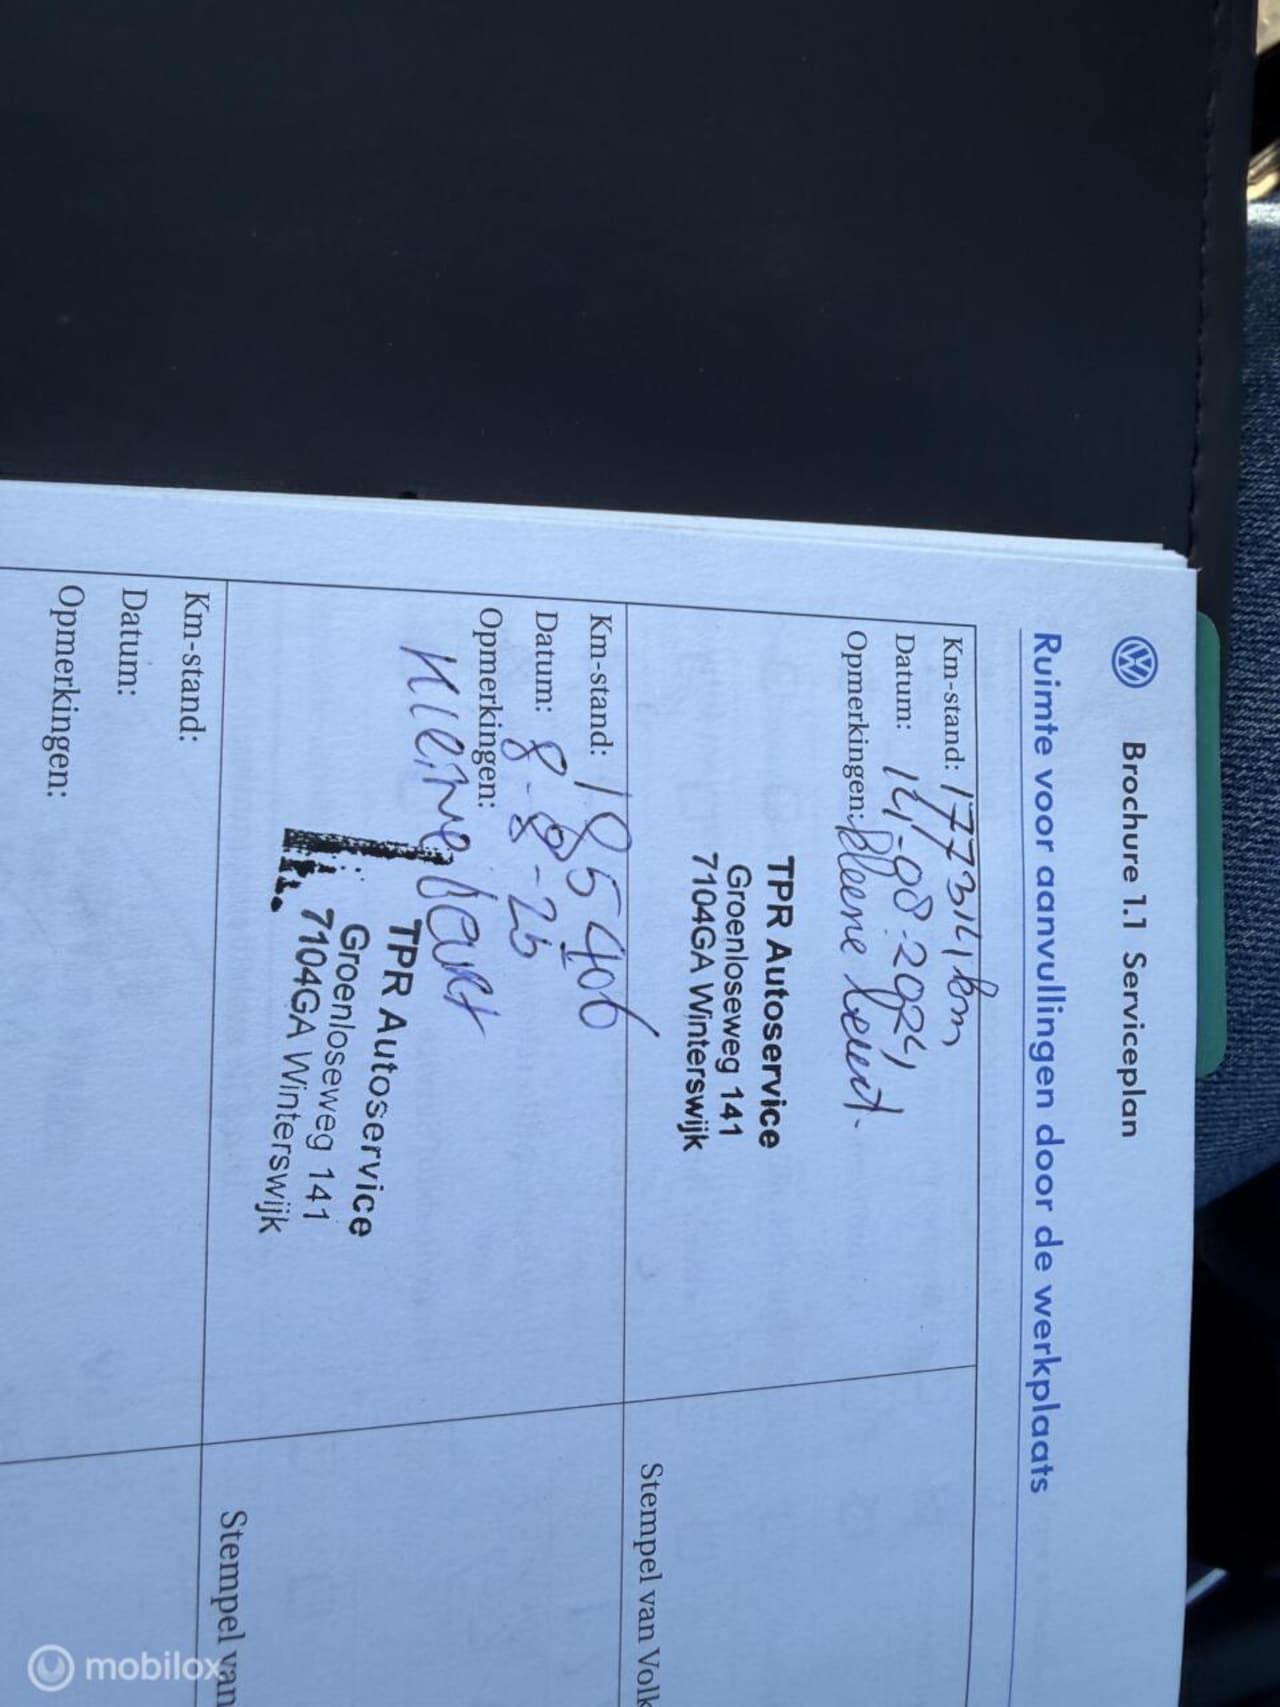 Brochure 1.1 Serviceplan
Ruimte voor aanvullingen door de werkplaats
Km-stand: 177314 km
Datum: 14-08-2024
Opmerkingen: kleene beurt.
TPR Autoservice
Groenloseweg 141
7104GA Winterswijk
Stempel van Volk
Km-stand: 185406
Datum: 8-8-25
Opmerkingen:
kleine beurt
TPR Autoservice
Groenloseweg 141
7104GA Winterswijk
Stempel van
Km-stand:
Datum:
Opmerkingen:
mobilox